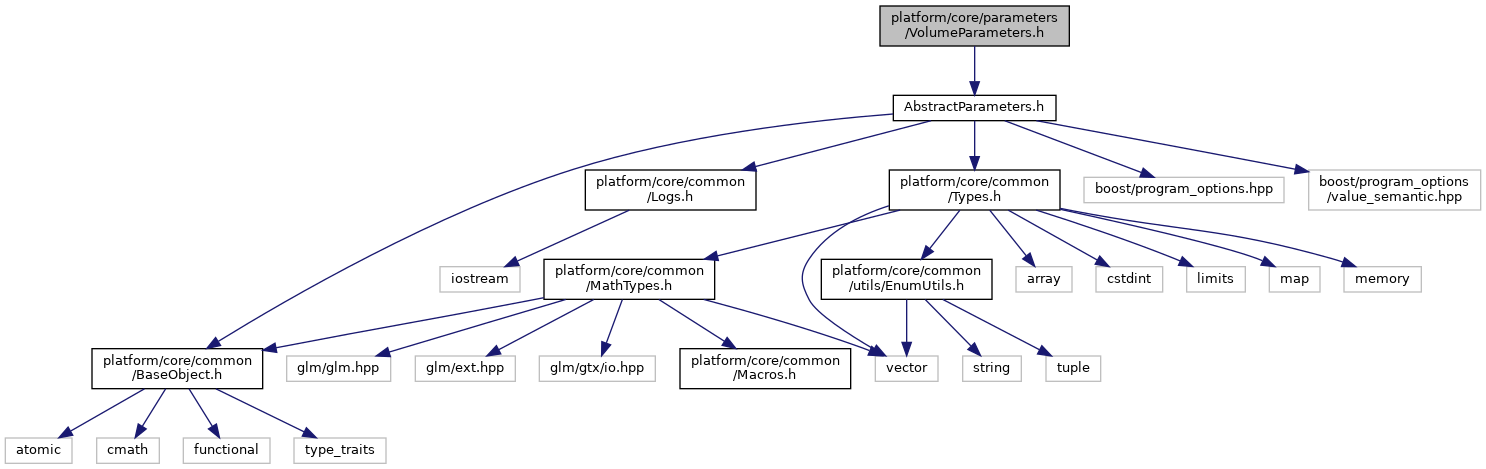 platform/core/parameters
/VolumeParameters.h
AbstractParameters.h
platform/core/common
/Logs.h
platform/core/common
/Types.h
boost/program_options.hpp
boost/program_options
/value_semantic.hpp
iostream
platform/core/common
/MathTypes.h
platform/core/common
/utils/EnumUtils.h
array
cstdint
limits
map
memory
platform/core/common
/BaseObject.h
glm/glm.hpp
glm/ext.hpp
glm/gtx/io.hpp
platform/core/common
/Macros.h
vector
string
tuple
atomic
cmath
functional
type_traits